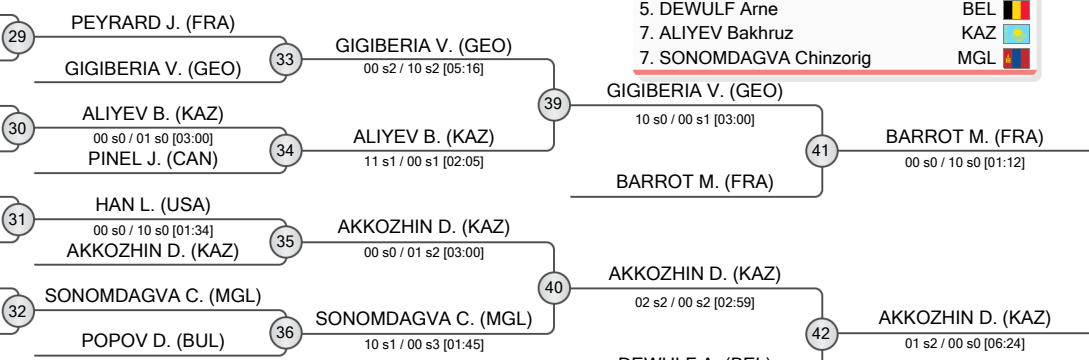 5. DEWULF Arne BEL
7. ALIYEV Bakhruz KAZ
7. SONOMDAGVA Chinzorig MGL
29
PEYRARD J. (FRA)
GIGIBERIA V. (GEO)
33
GIGIBERIA V. (GEO)
00 s2 / 10 s2 [05:16]
30
ALIYEV B. (KAZ)
00 s0 / 01 s0 [03:00]
PINEL J. (CAN)
34
ALIYEV B. (KAZ)
11 s1 / 00 s1 [02:05]
39
GIGIBERIA V. (GEO)
10 s0 / 00 s1 [03:00]
BARROT M. (FRA)
41
BARROT M. (FRA)
00 s0 / 10 s0 [01:12]
31
HAN L. (USA)
00 s0 / 10 s0 [01:34]
AKKOZHIN D. (KAZ)
35
AKKOZHIN D. (KAZ)
00 s0 / 01 s2 [03:00]
32
SONOMDAGVA C. (MGL)
POPOV D. (BUL)
36
SONOMDAGVA C. (MGL)
10 s1 / 00 s3 [01:45]
40
AKKOZHIN D. (KAZ)
02 s2 / 00 s2 [02:59]
DEWULF A. (BEL)
42
AKKOZHIN D. (KAZ)
01 s2 / 00 s0 [06:24]